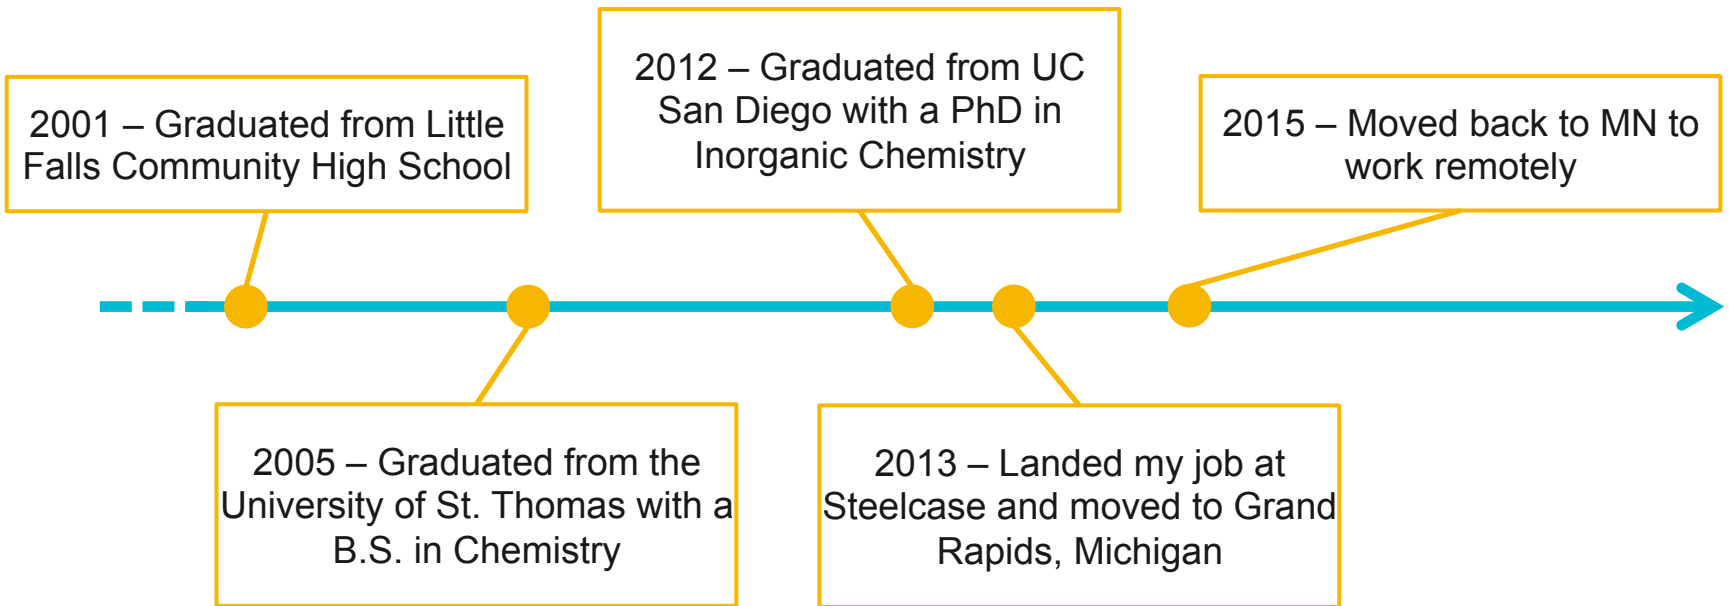 2001 – Graduated from Little
Falls Community High School
2012 – Graduated from UC
San Diego with a PhD in
Inorganic Chemistry
2015 – Moved back to MN to
work remotely
2005 – Graduated from the
University of St. Thomas with a
B.S. in Chemistry
2013 – Landed my job at
Steelcase and moved to Grand
Rapids, Michigan